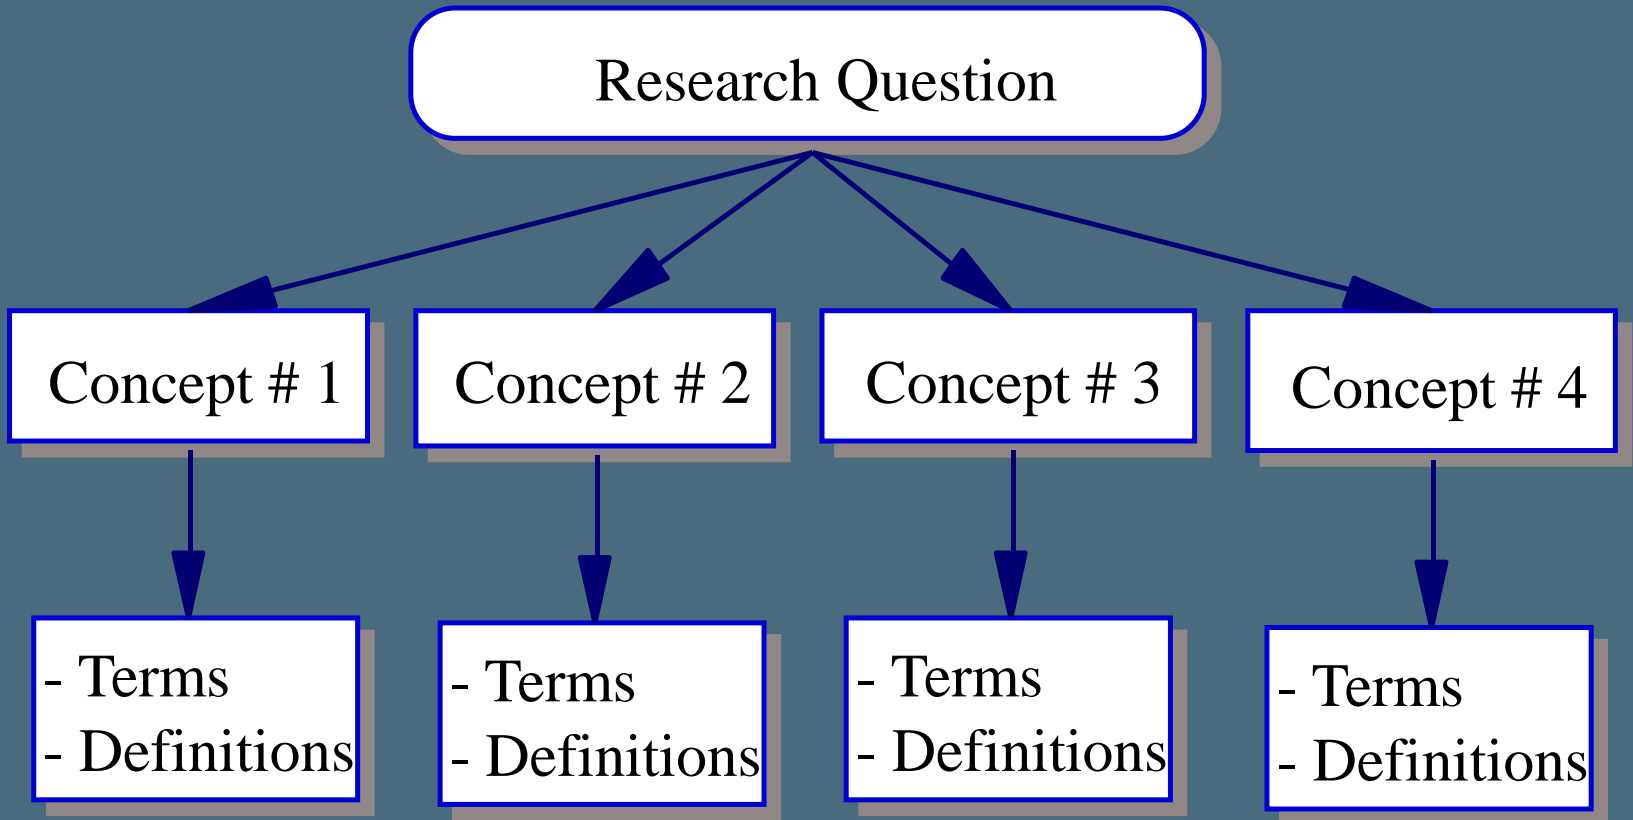 Research Question
Concept # 1
Concept # 2
Concept # 3
Concept # 4
- Terms
- Definitions
- Terms
- Definitions
- Terms
- Definitions
- Terms
- Definitions